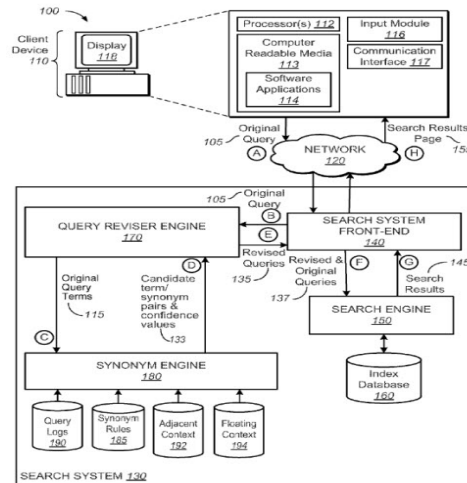 100
Client
Device
110
Display
118
Processor(s) 112
Computer
Readable Media
113
Software
Applications
114
Input Module
116
Communication
Interface 117
105
Original
Query
A
NETWORK
120
H
Search Results
Page
155
105
Original
Query
B
QUERY REVISER ENGINE
170
E
Revised
Queries
135
SEARCH SYSTEM
FRONT-END
140
D
Original
Query
Terms
115
Candidate
term/
synonym
pairs &
confidence
values
133
Revised &
Original
Queries
137
F
G
145
Search
Results
SEARCH ENGINE
150
C
SYNONYM ENGINE
180
Index
Database
160
Query
Logs
190
Synonym
Rules
185
Adjacent
Context
192
Floating
Context
194
SEARCH SYSTEM 130